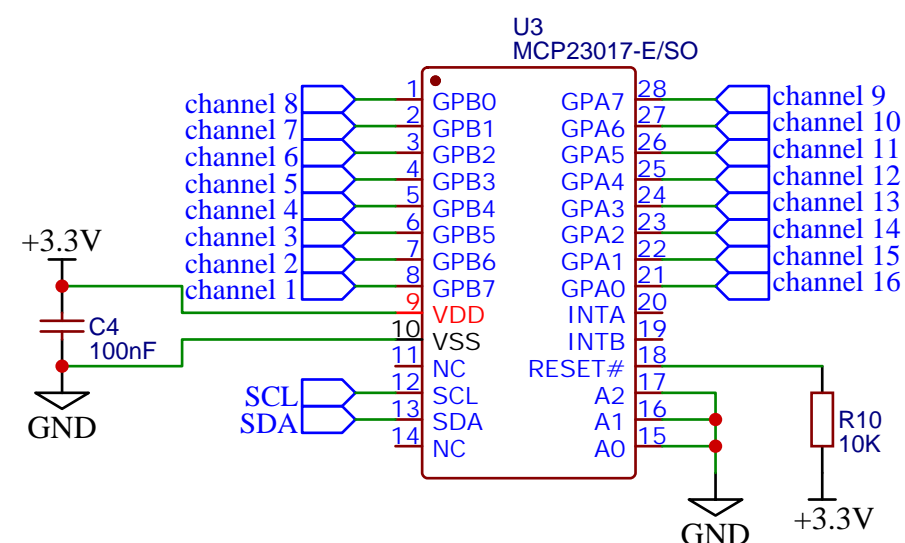 U3
MCP23017-E/SO
channel 8 1 GPB0 GPA7 28 channel 9
channel 7 2 GPB1 GPA6 27 channel 10
channel 6 3 GPB2 GPA5 26 channel 11
channel 5 4 GPB3 GPA4 25 channel 12
channel 4 5 GPB4 GPA3 24 channel 13
channel 3 6 GPB5 GPA2 23 channel 14
channel 2 7 GPB6 GPA1 22 channel 15
channel 1 8 GPB7 GPA0 21 channel 16
+3.3V
9 VDD INTA 20
C4
100nF
10 VSS INTB 19
11 NC RESET# 18
SCL 12 SCL A2 17
SDA 13 SDA A1 16
14 NC A0 15
GND
R10
10K
GND
+3.3V